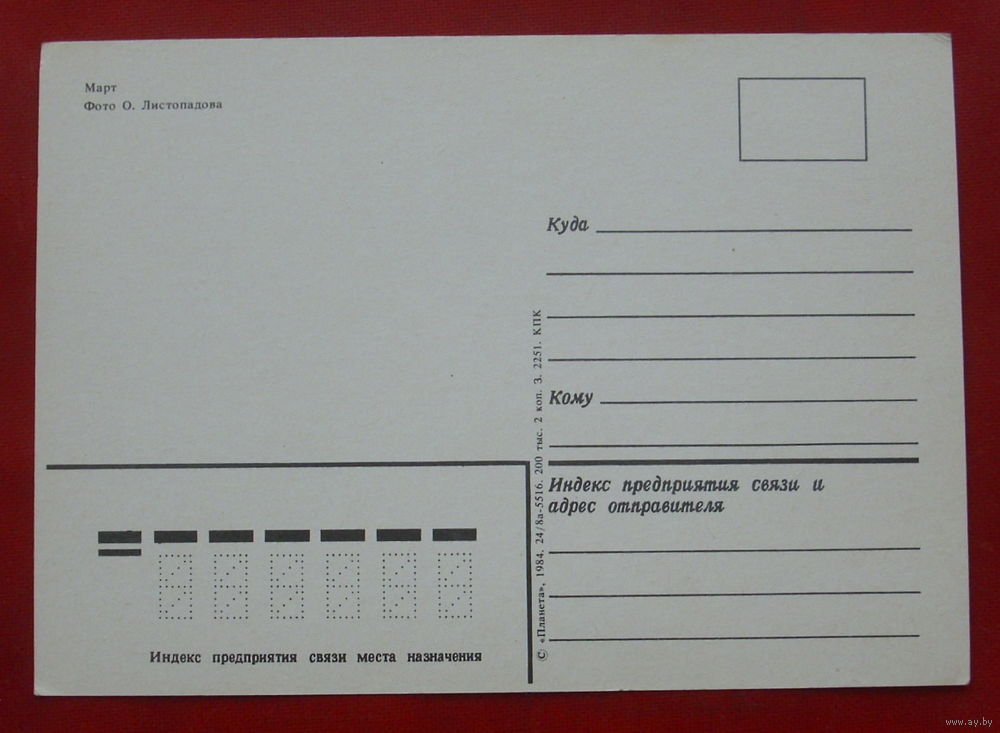 Март
Фото О. Листопадова
Куда
Кому
Индекс предприятия связи и
адрес отправителя
© «Планета», 1984. 24/8а-5516. 200 тыс. 2 коп. З. 2251. КПК
Индекс предприятия связи места назначения
www.ay.by